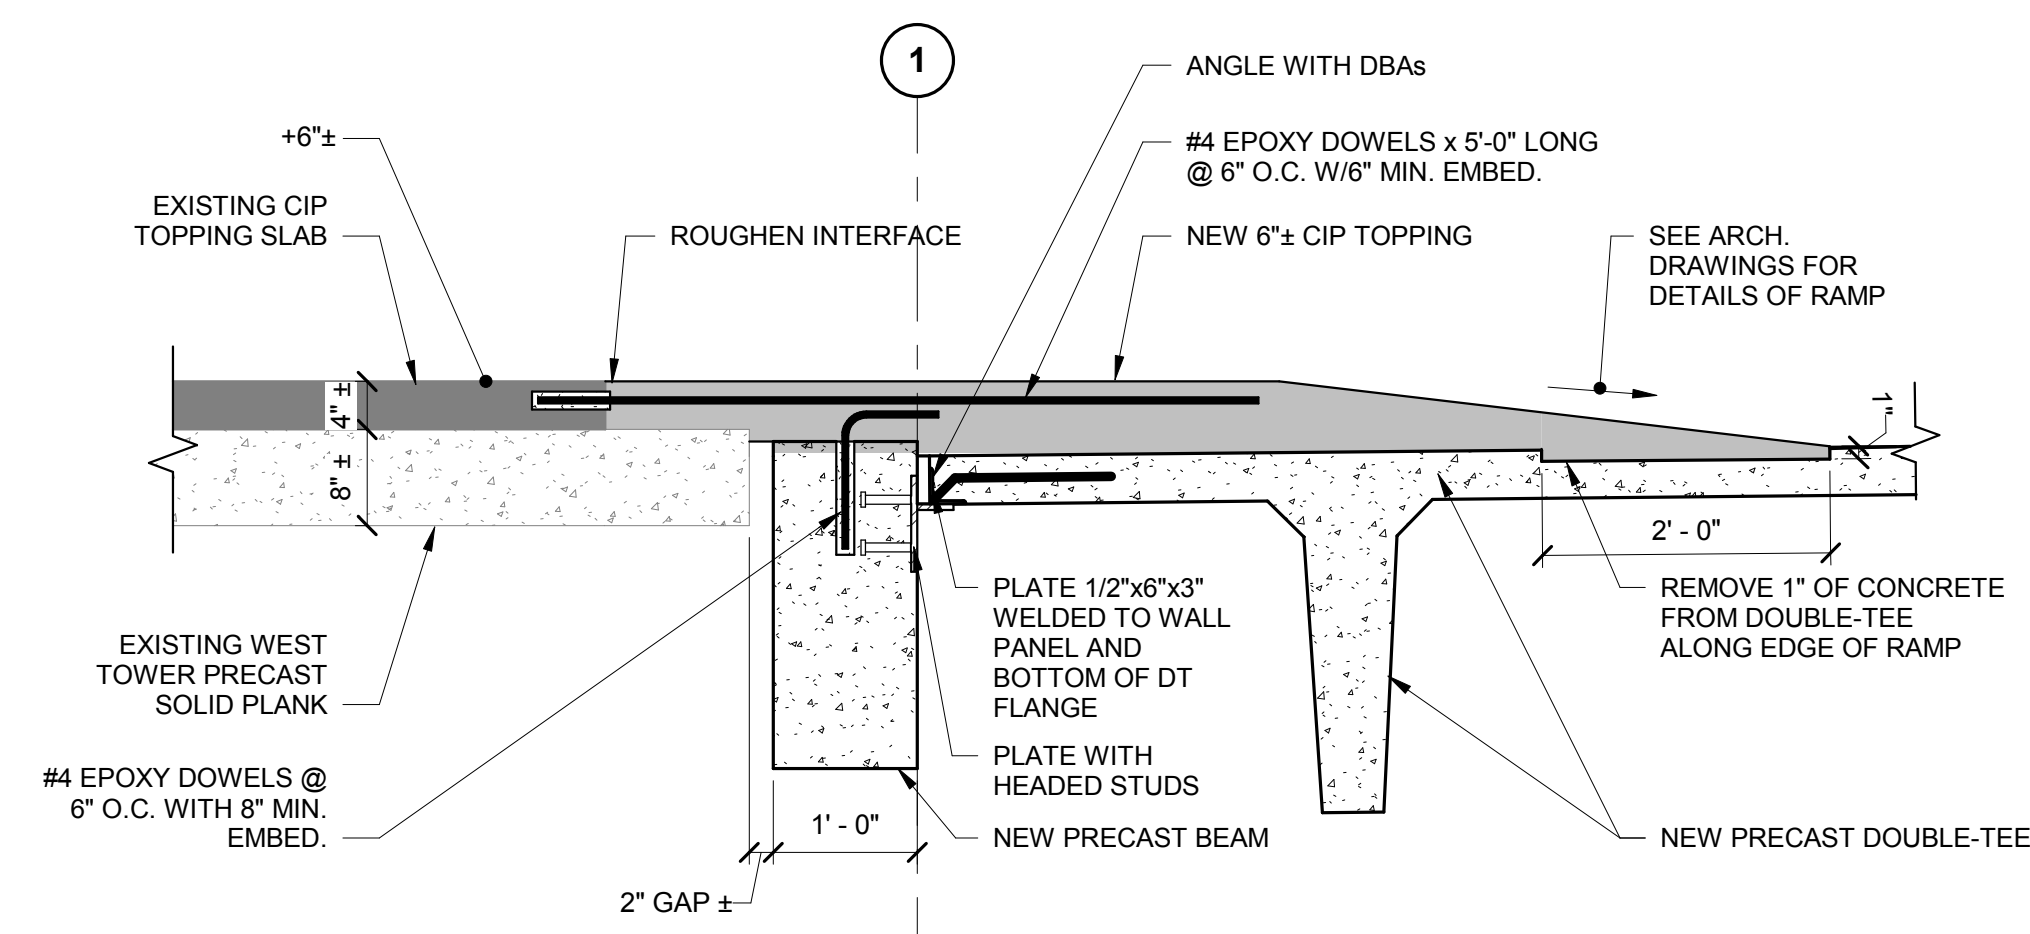 1
ANGLE WITH DBAs
+6"±
#4 EPOXY DOWELS x 5'-0" LONG
@ 6" O.C. W/6" MIN. EMBED.
EXISTING CIP
TOPPING SLAB
ROUGHEN INTERFACE
NEW 6"± CIP TOPPING
SEE ARCH.
DRAWINGS FOR
DETAILS OF RAMP
4" ±
8" ±
1"
2' - 0"
PLATE 1/2"x6"x3"
WELDED TO WALL
PANEL AND
BOTTOM OF DT
FLANGE
REMOVE 1" OF CONCRETE
FROM DOUBLE-TEE
ALONG EDGE OF RAMP
EXISTING WEST
TOWER PRECAST
SOLID PLANK
PLATE WITH
HEADED STUDS
#4 EPOXY DOWELS @
6" O.C. WITH 8" MIN.
EMBED.
1' - 0"
NEW PRECAST BEAM
NEW PRECAST DOUBLE-TEE
2" GAP ±